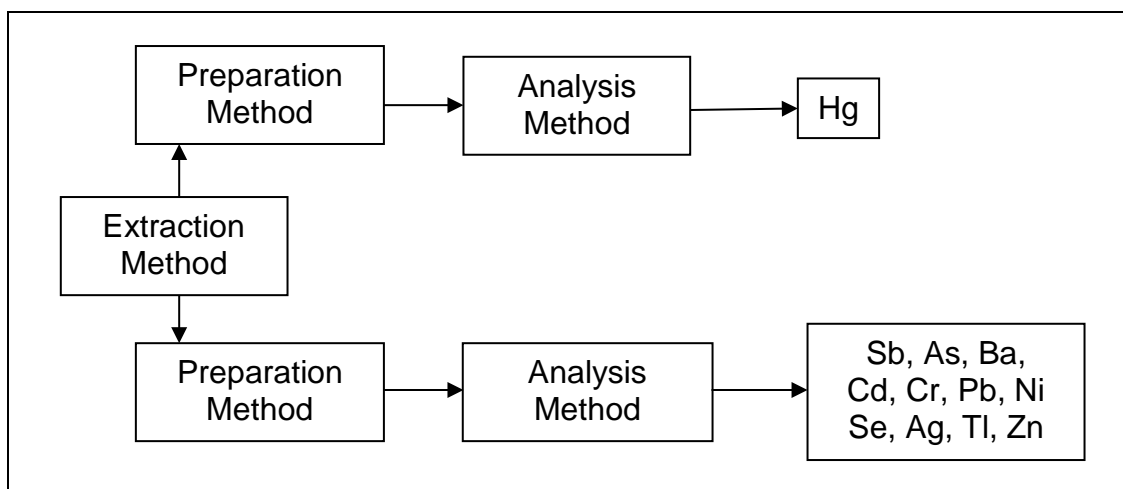 Preparation
Method
Analysis
Method
Hg
Extraction
Method
Preparation
Method
Analysis
Method
Sb, As, Ba,
Cd, Cr, Pb, Ni
Se, Ag, Tl, Zn